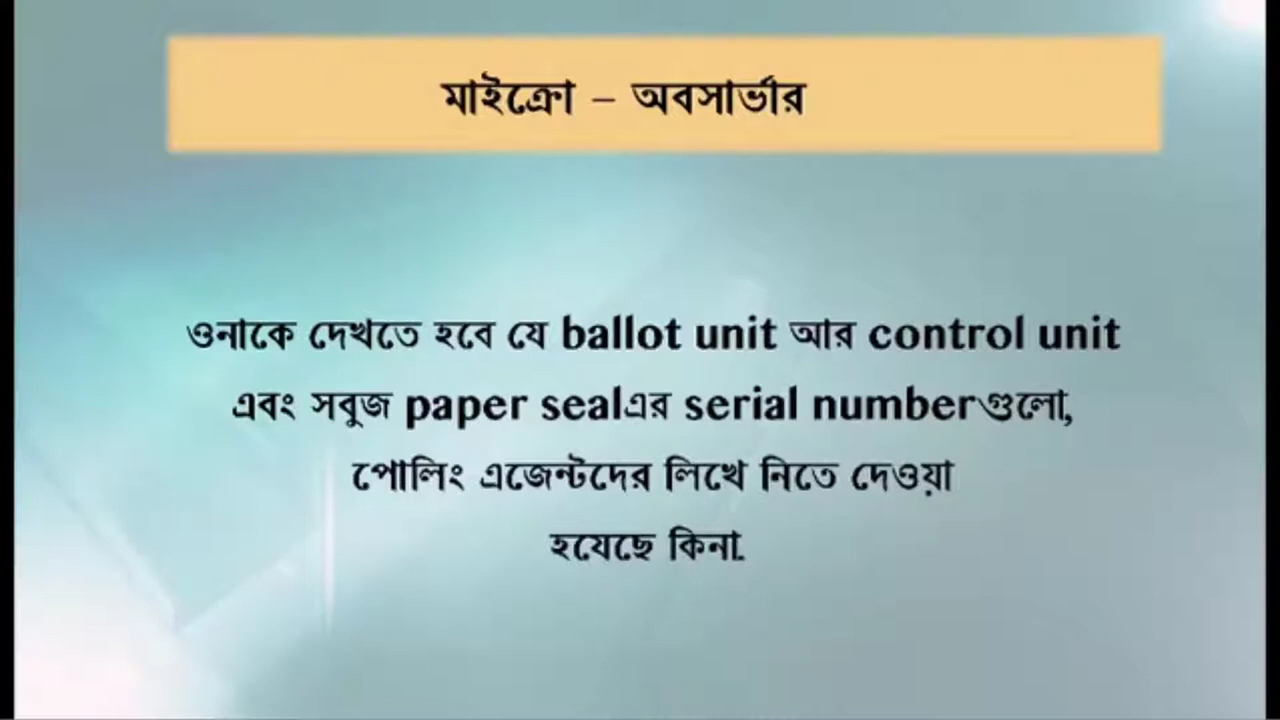 মাইক্রো – অবসার্ভার
ওনাকে দেখতে হবে যে ballot unit আর control unit
এবং সবুজ paper sealএর serial numberগুলো,
পোলিং এজেন্টদের লিখে নিতে দেওয়া
হযেছে কিনা.